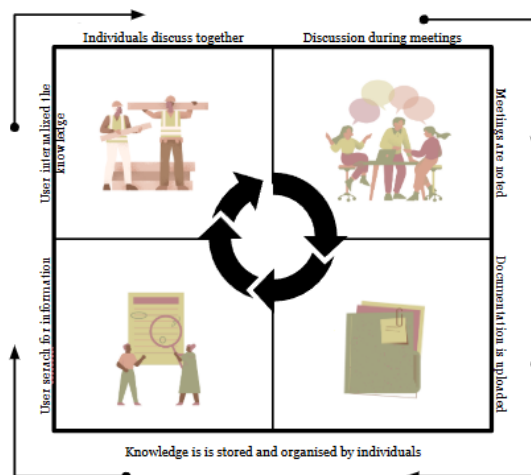 Individuals discuss together
Discussion during meetings
User internalized the
knowledge
Meetings are noted
User serach for information
Documentation is uploaded
Knowledge is is stored and organised by individuals